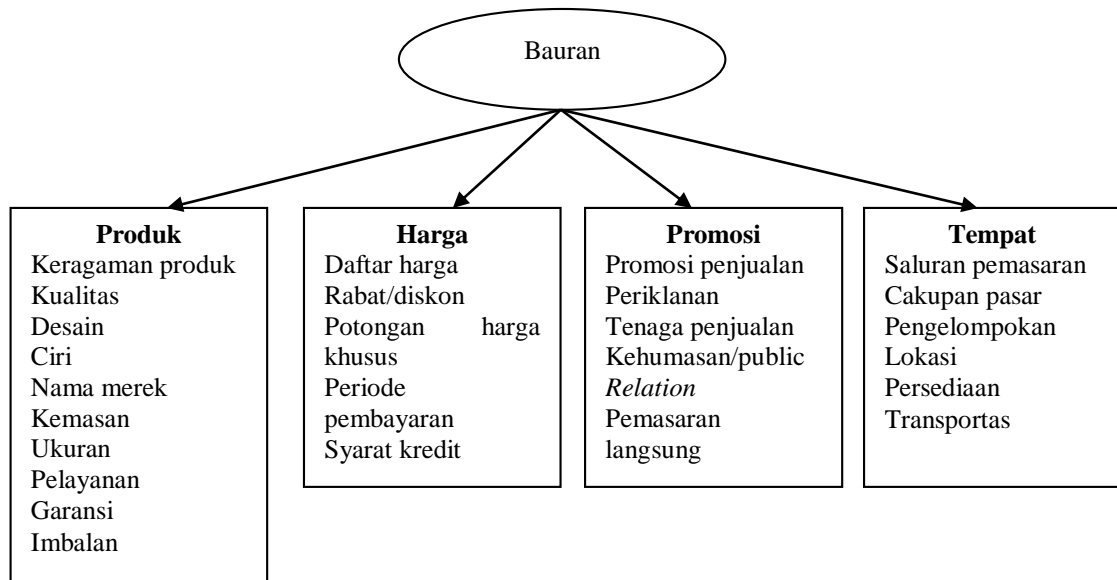 Bauran
Produk
Keragaman produk
Kualitas
Desain
Ciri
Nama merek
Kemasan
Ukuran
Pelayanan
Garansi
Imbalan
Harga
Daftar harga
Rabat/diskon
Potongan harga
khusus
Periode
pembayaran
Syarat kredit
Promosi
Promosi penjualan
Periklanan
Tenaga penjualan
Kehumasan/public
Relation
Pemasaran
langsung
Tempat
Saluran pemasaran
Cakupan pasar
Pengelompokan
Lokasi
Persediaan
Transportas